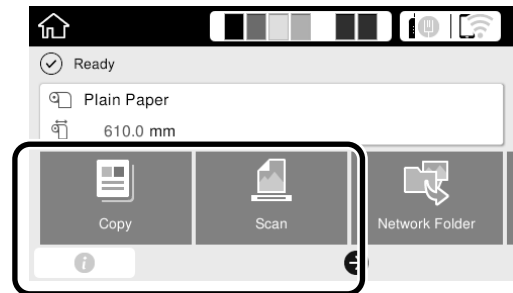 Ready
Plain Paper
610.0 mm
Copy
Scan
Network Folder